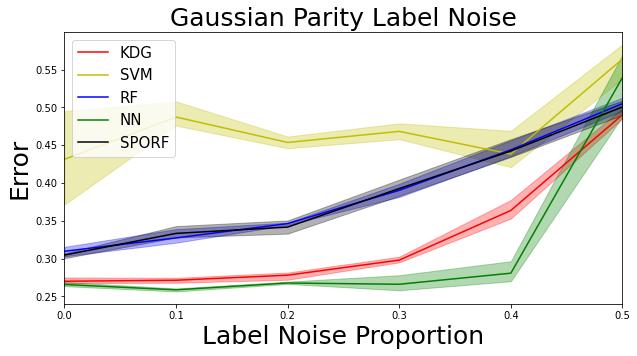 Gaussian Parity Label Noise
KDG
SVM
RF
NN
SPORF
Error
0.55
0.50
0.45
0.40
0.35
0.30
0.25
0.0 0.1 0.2 0.3 0.4 0.5
Label Noise Proportion